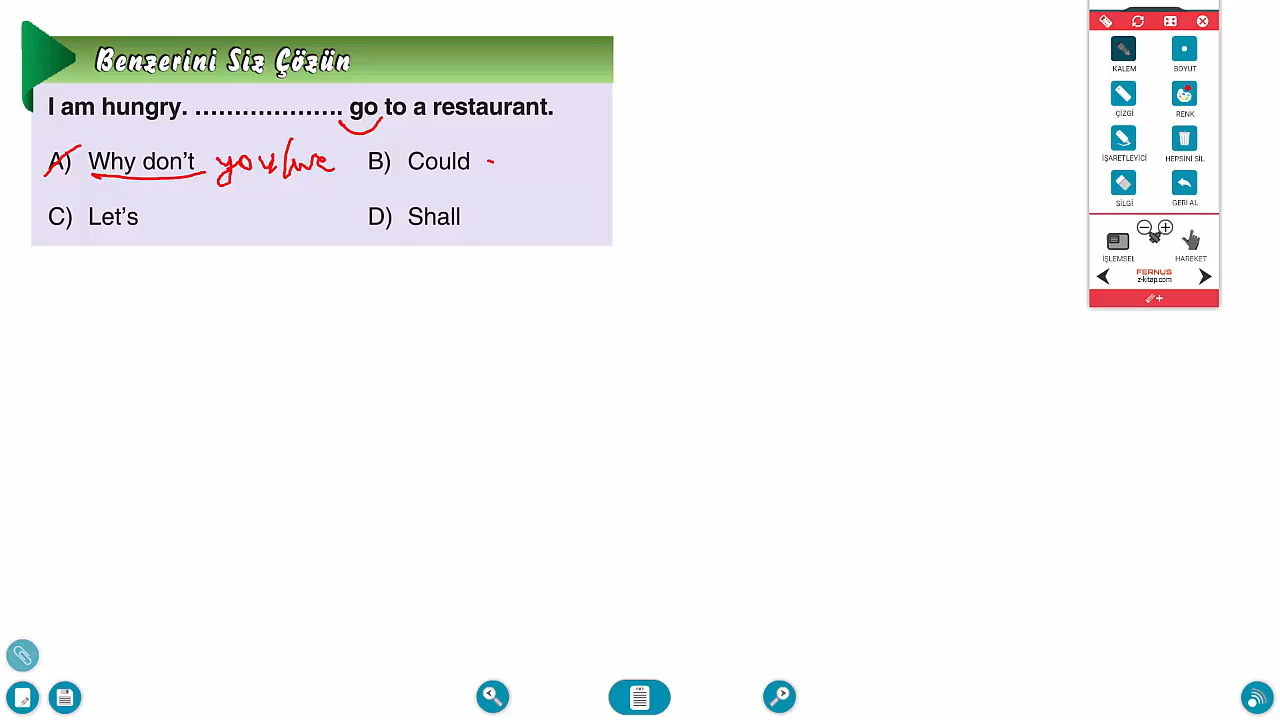 Benzerini Siz Çözün
I am hungry. ………………. go to a restaurant.
A) Why don't you/we B) Could
C) Let's D) Shall
KALEM BOYUT
ÇİZGİ RENK
İŞARETLEYİCİ HEPSİNİ SİL
SİLGİ GERİ AL
İŞLEMSEL HAREKET
FERNUS
z-kitap.com